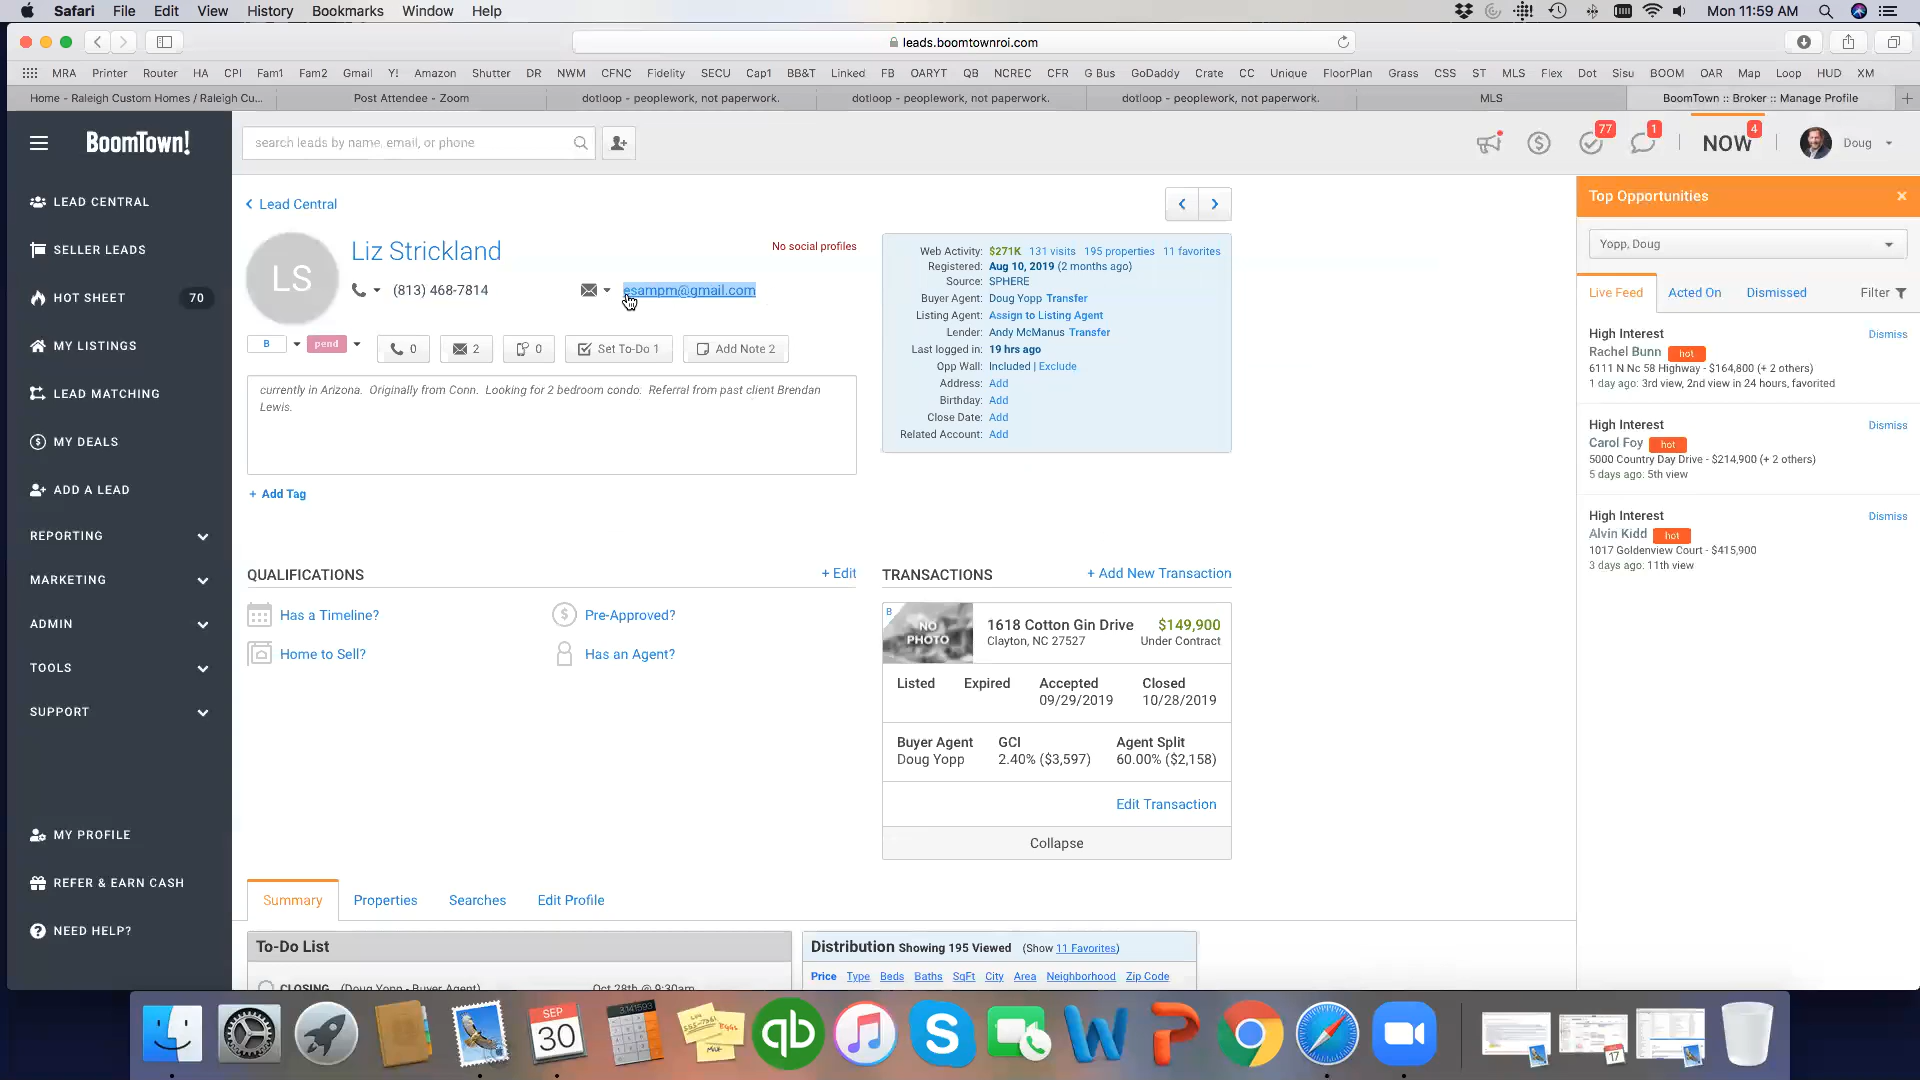 Safari File Edit View History Bookmarks Window Help Mon 11:59 AM
leads.boomtownroi.com
MRA Printer Router HA CPI Fam1 Fam2 Gmail Y! Amazon Shutter DR NWM CFNC Fidelity SECU Cap1 BB&T Linked FB OARYT QB NCREC CFR G Bus GoDaddy Crate CC Unique FloorPlan Grass CSS ST MLS Flex Dot Sisu BOOM OAR Map Loop HUD XM
Home - Raleigh Custom Homes / Raleigh Cu... Post Attendee - Zoom dotloop - peoplework, not paperwork. dotloop - peoplework, not paperwork. dotloop - peoplework, not paperwork. MLS BoomTown :: Broker :: Manage Profile
BoomTown! search leads by name, email, or phone 77 1 NOW 4 Doug
LEAD CENTRAL
SELLER LEADS
HOT SHEET 70
MY LISTINGS
LEAD MATCHING
MY DEALS
ADD A LEAD
REPORTING
MARKETING
ADMIN
TOOLS
SUPPORT
MY PROFILE
REFER & EARN CASH
NEED HELP?
Lead Central
LS
Liz Strickland No social profiles
(813) 468-7814 esampm@gmail.com
B pend 0 2 0 Set To-Do 1 Add Note 2
currently in Arizona. Originally from Conn. Looking for 2 bedroom condo. Referral from past client Brendan
Lewis.
+ Add Tag
Web Activity: $271K 131 visits 195 properties 11 favorites
Registered: Aug 10, 2019 (2 months ago)
Source: SPHERE
Buyer Agent: Doug Yopp Transfer
Listing Agent: Assign to Listing Agent
Lender: Andy McManus Transfer
Last logged in: 19 hrs ago
Opp Wall: Included | Exclude
Address: Add
Birthday: Add
Close Date: Add
Related Account: Add
QUALIFICATIONS + Edit
Has a Timeline? Pre-Approved?
Home to Sell? Has an Agent?
TRANSACTIONS + Add New Transaction
B NO PHOTO
1618 Cotton Gin Drive $149,900
Clayton, NC 27527 Under Contract
Listed Expired Accepted Closed
09/29/2019 10/28/2019
Buyer Agent GCI Agent Split
Doug Yopp 2.40% ($3,597) 60.00% ($2,158)
Edit Transaction
Collapse
Summary Properties Searches Edit Profile
To-Do List
CLOSING (Doug Yopp - Buyer Agent) Oct 28th @ 9:30am
Distribution Showing 195 Viewed (Show 11 Favorites)
Price Type Beds Baths SqFt City Area Neighborhood Zip Code
Top Opportunities
Yopp, Doug
Live Feed Acted On Dismissed Filter
High Interest Dismiss
Rachel Bunn hot
6111 N Nc 58 Highway - $164,800 (+ 2 others)
1 day ago: 3rd view, 2nd view in 24 hours, favorited
High Interest Dismiss
Carol Foy hot
5000 Country Day Drive - $214,900 (+ 2 others)
5 days ago: 5th view
High Interest Dismiss
Alvin Kidd hot
1017 Goldenview Court - $415,900
3 days ago: 11th view
SEP
30
3.141593
qb
17